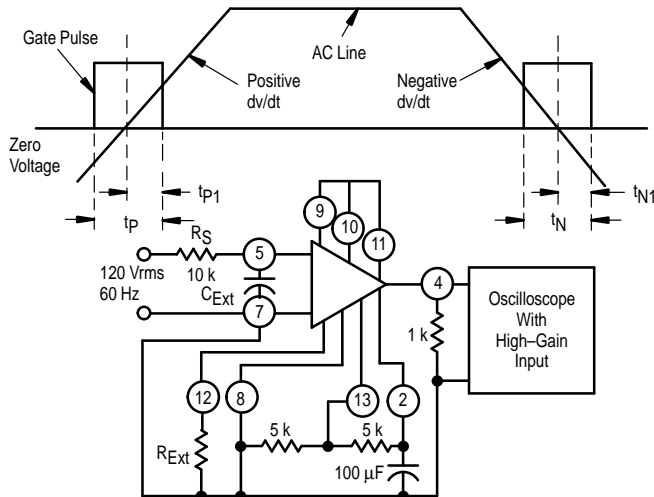 Gate Pulse
AC Line
Positive
dv/dt
Negative
dv/dt
Zero
Voltage
tP1
tP
tN1
tN
RS
10 k
120 Vrms
60 Hz
CExt
5
7
9
10
11
4
1 k
Oscilloscope
With
High–Gain
Input
12
8
13
2
RExt
5 k
5 k
100 µF